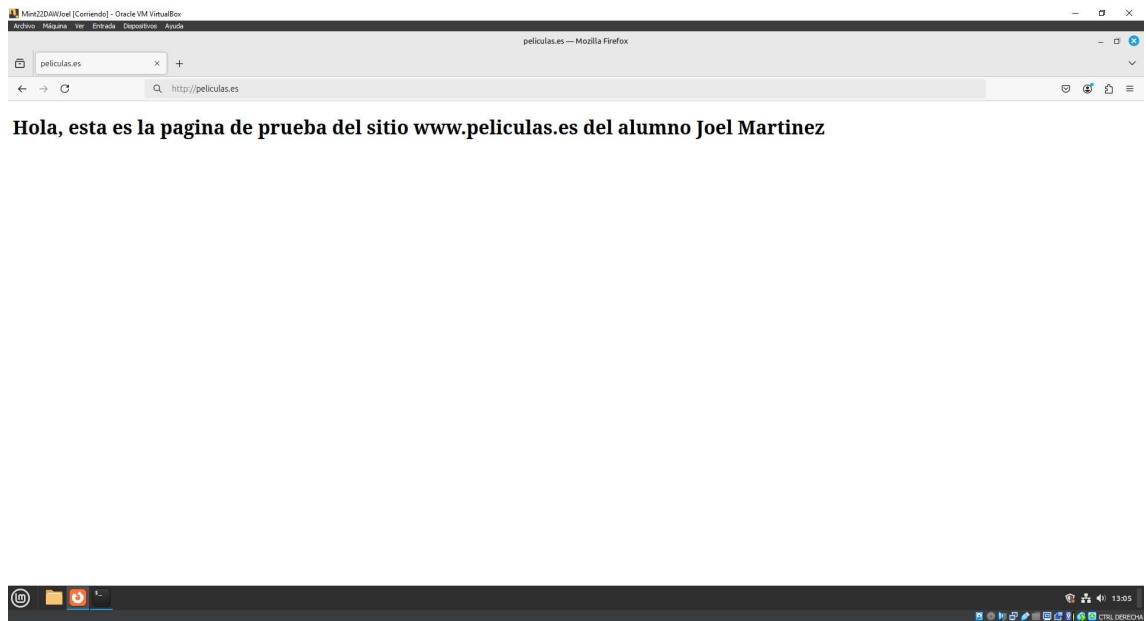 Mint22DAWJoel [Corriendo] - Oracle VM VirtualBox
Archivo Máquina Ver Entrada Dispositivos Ayuda
peliculas.es — Mozilla Firefox
peliculas.es
http://peliculas.es
Hola, esta es la pagina de prueba del sitio www.peliculas.es del alumno Joel Martinez
13:05
CTRL DERECHA